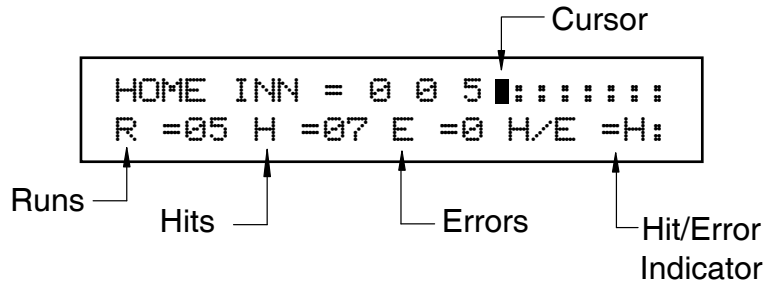 Cursor
HOME INN = 0 0 5 : : : : : : :
R =05 H =07 E =0 H/E =H:
Runs
Hits
Errors
Hit/Error
Indicator